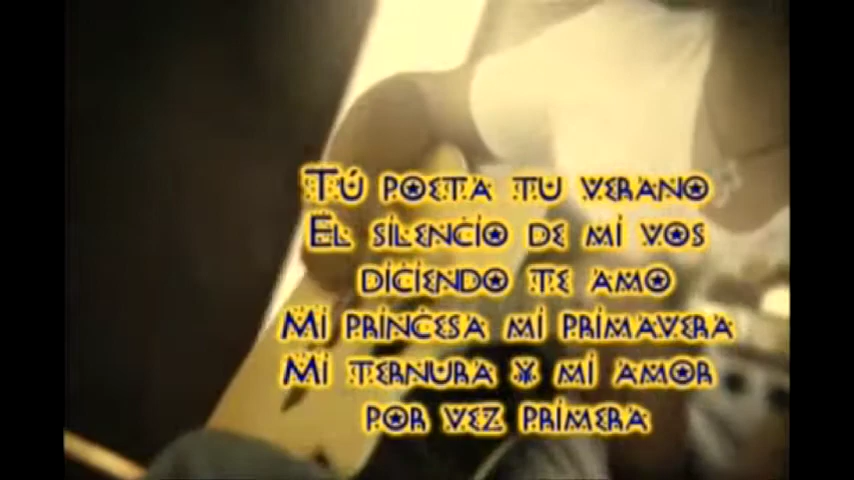 Tú poeta tu verano
El silencio de mi vos
diciendo te amo
Mi princesa mi primavera
Mi ternura y mi amor
por vez primera